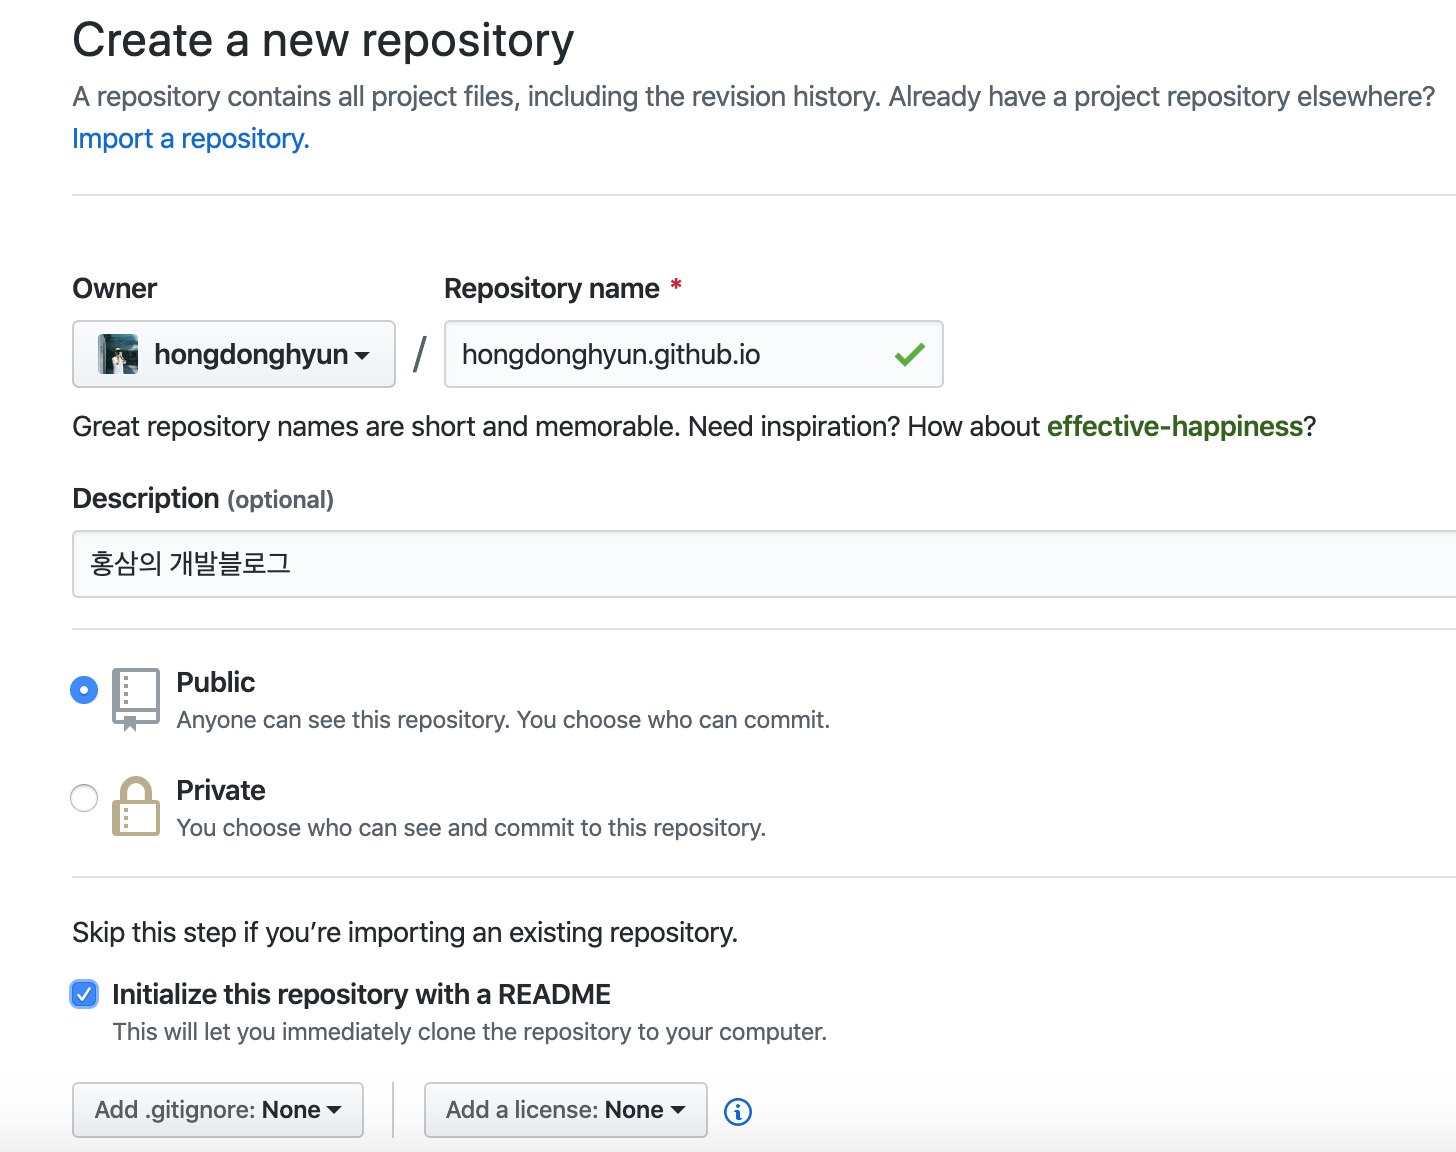 Create a new repository
A repository contains all project files, including the revision history. Already have a project repository elsewhere?
Import a repository.
Owner
Repository name *
hongdonghyun
/
hongdonghyun.github.io
Great repository names are short and memorable. Need inspiration? How about effective-happiness?
Description (optional)
홍삼의 개발블로그
Public
Anyone can see this repository. You choose who can commit.
Private
You choose who can see and commit to this repository.
Skip this step if you’re importing an existing repository.
Initialize this repository with a README
This will let you immediately clone the repository to your computer.
Add .gitignore: None
Add a license: None